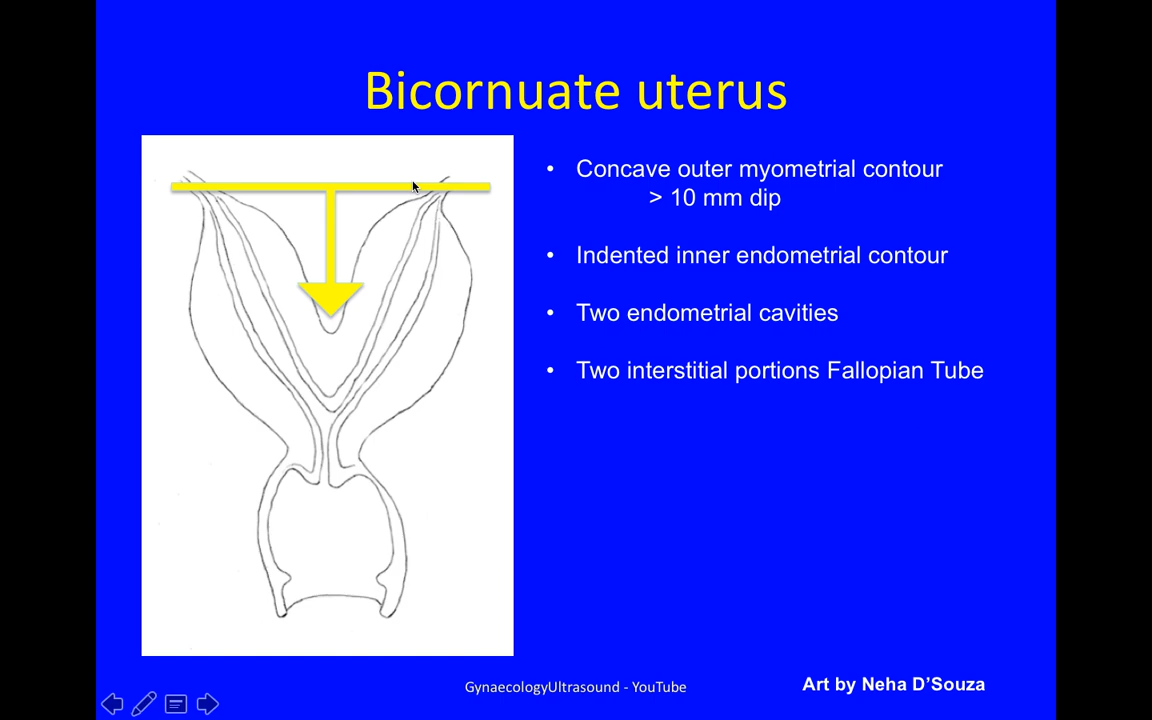 Bicornuate uterus
• Concave outer myometrial contour
> 10 mm dip
• Indented inner endometrial contour
• Two endometrial cavities
• Two interstitial portions Fallopian Tube
GynaecologyUltrasound - YouTube
Art by Neha D’Souza